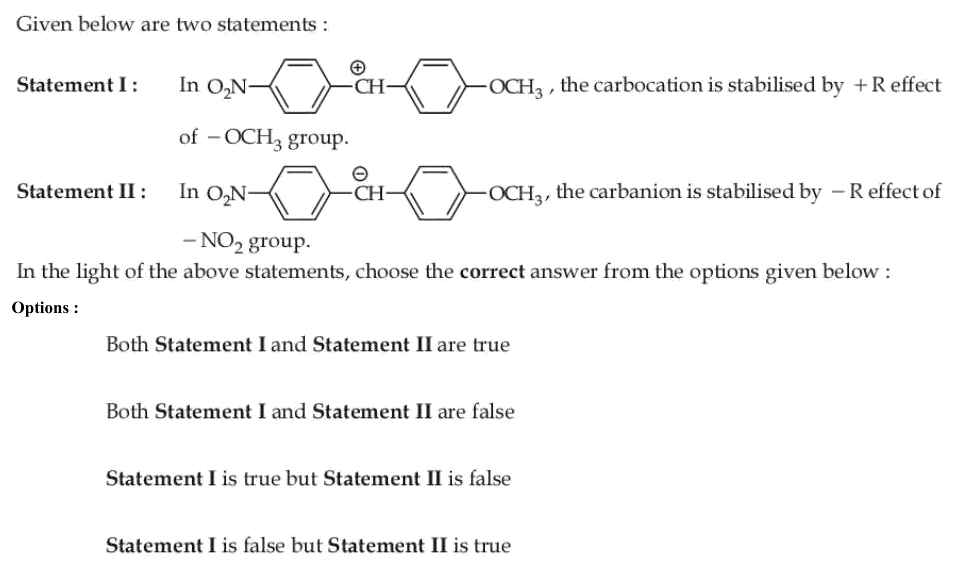 Given below are two statements :
Statement I : In O₂N- ⊕ CH- -OCH₃ , the carbocation is stabilised by +R effect
of –OCH₃ group.
Statement II : In O₂N- ⊖ CH- -OCH₃, the carbanion is stabilised by – R effect of
– NO₂ group.
In the light of the above statements, choose the correct answer from the options given below :
Options :
Both Statement I and Statement II are true
Both Statement I and Statement II are false
Statement I is true but Statement II is false
Statement I is false but Statement II is true